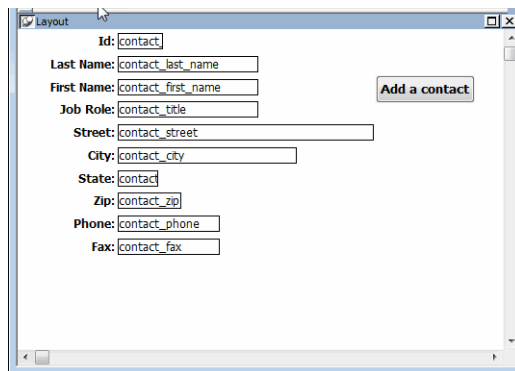 Layout
Id: contact_
Last Name: contact_last_name
First Name: contact_first_name
Add a contact
Job Role: contact_title
Street: contact_street
City: contact_city
State: contact
Zip: contact_zip
Phone: contact_phone
Fax: contact_fax